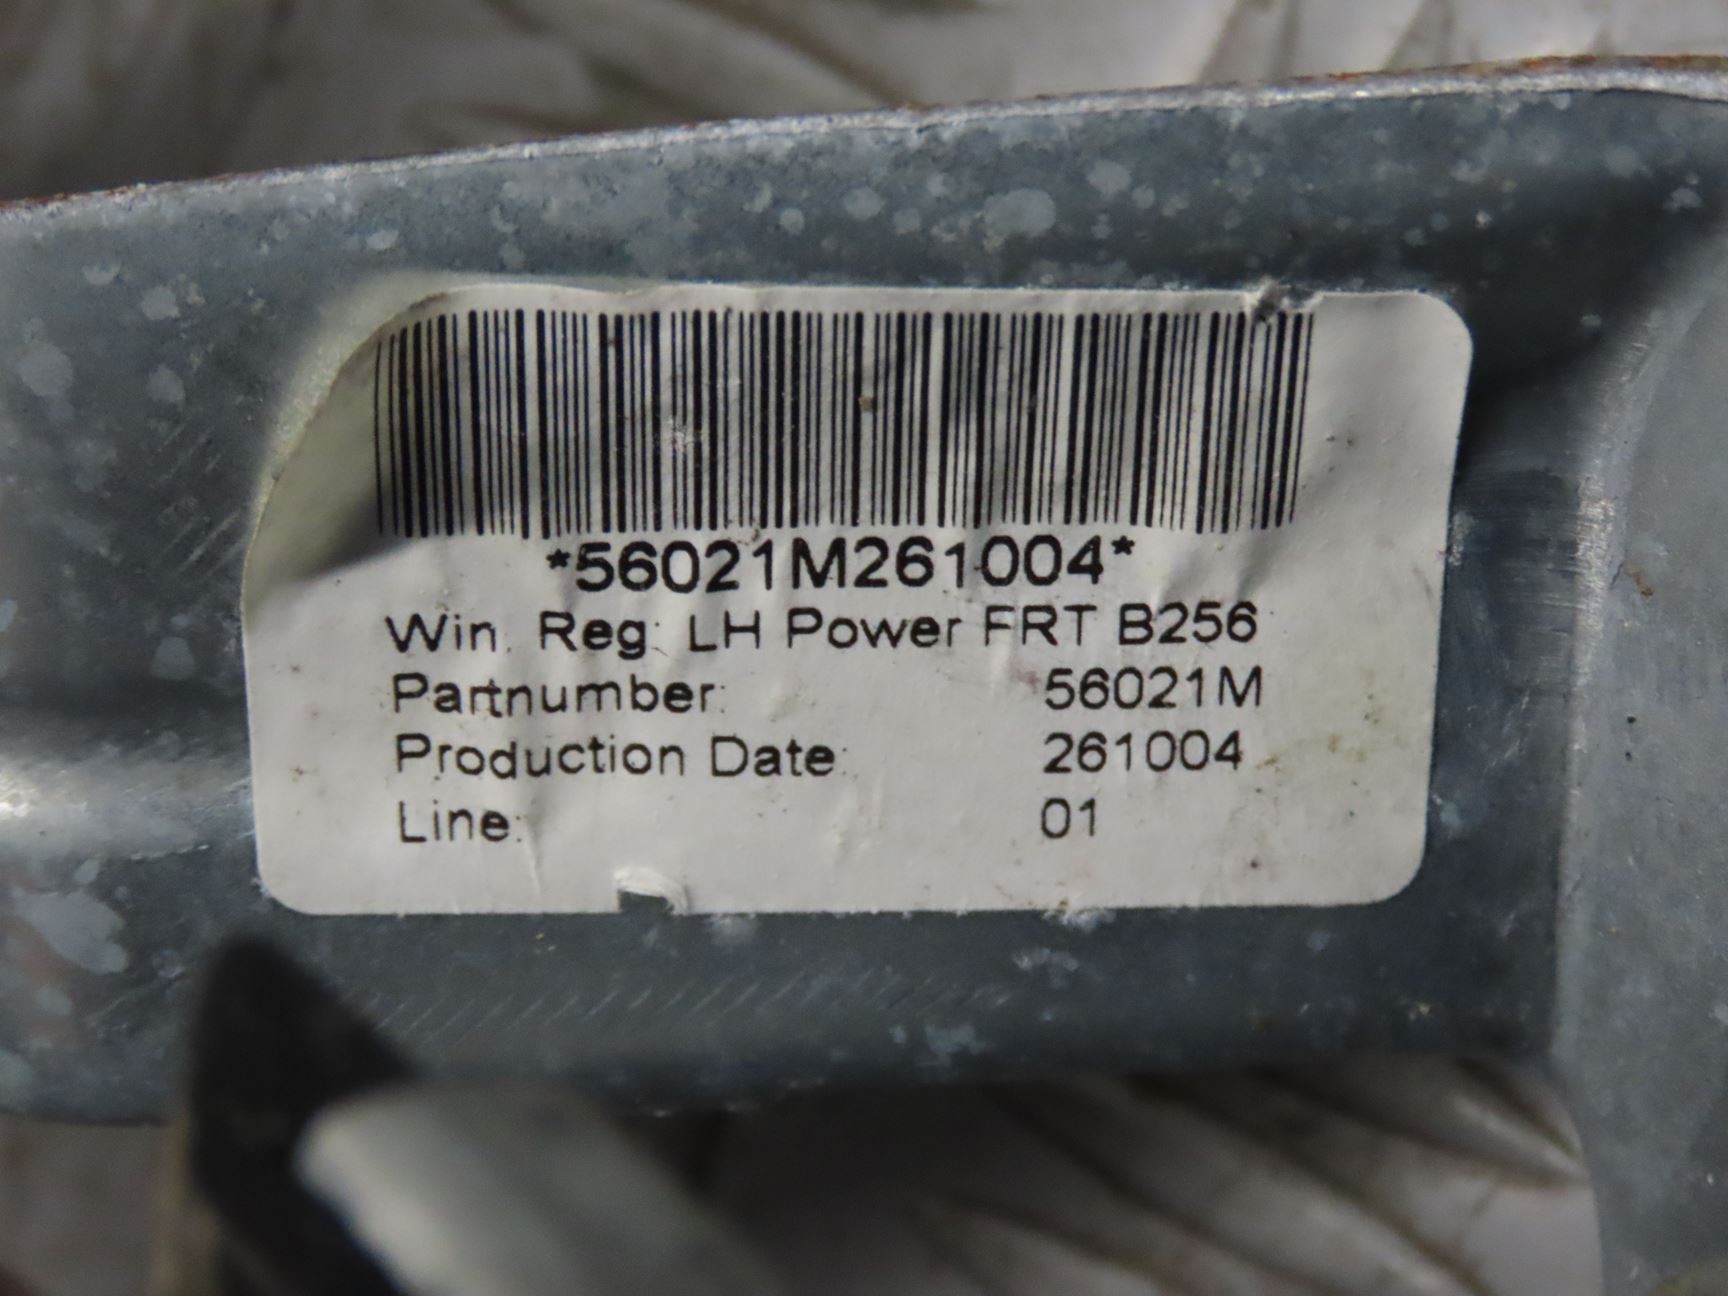 *56021M261004*
Win. Reg: LH Power FRT B256
Partnumber: 56021M
Production Date: 261004
Line: 01